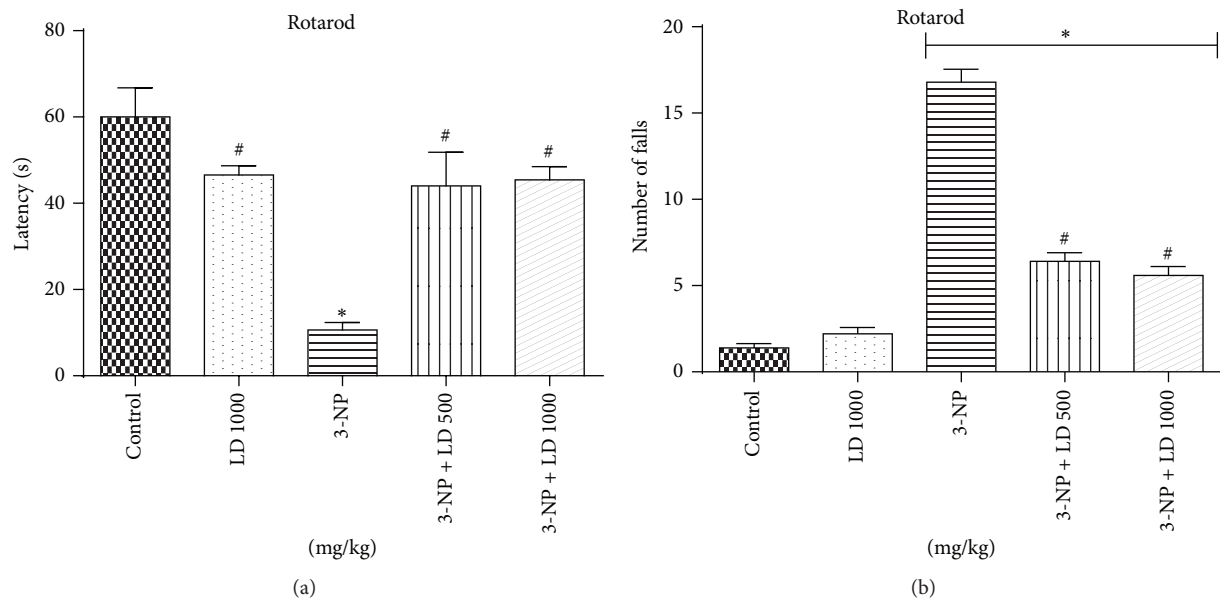 Rotarod
80
60
40
20
0
Latency (s)
#
*
#
#
Control
LD 1000
3-NP
3-NP + LD 500
3-NP + LD 1000
(mg/kg)
(a)
Rotarod
20
15
10
5
0
Number of falls
*
#
#
Control
LD 1000
3-NP
3-NP + LD 500
3-NP + LD 1000
(mg/kg)
(b)